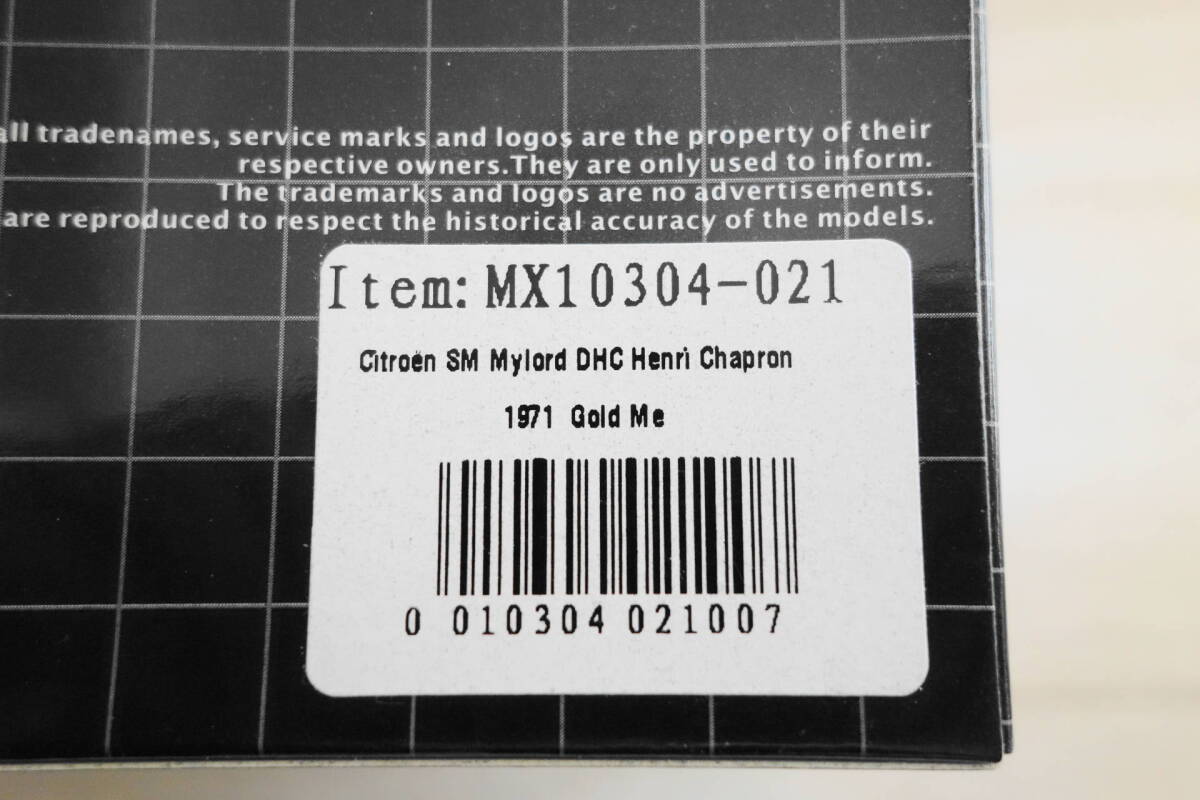 all tradenames, service marks and logos are the property of their
respective owners.They are only used to inform.
The trademarks and logos are no advertisements.
are reproduced to respect the historical accuracy of the models.
Item: MX10304-021
Citroën SM Mylord DHC Henri Chapron
1971 Gold Me
0 010304 021007